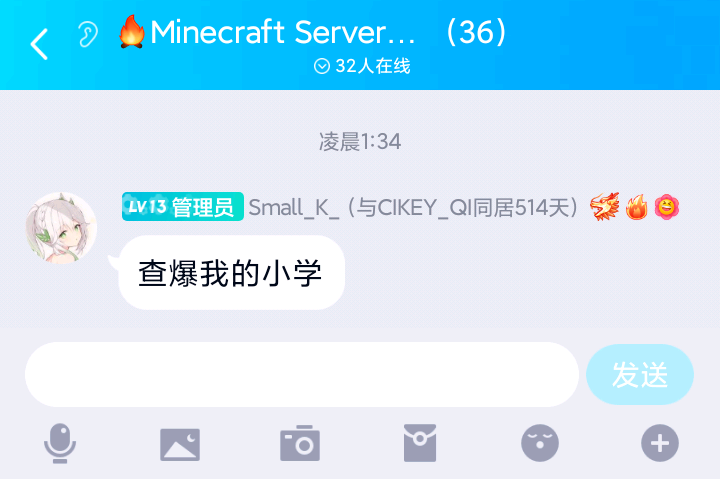 🔥Minecraft Server… （36）
32人在线
凌晨1:34
LV13 管理员 Small_K_（与CIKEY_QI同居514天）
查爆我的小学
发送